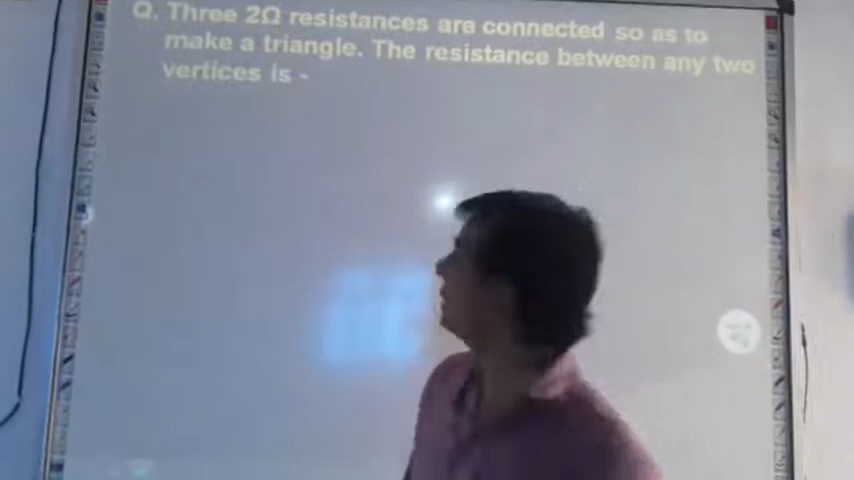 Q. Three 2Ω resistances are connected so as to
make a triangle. The resistance between any two
vertices is -